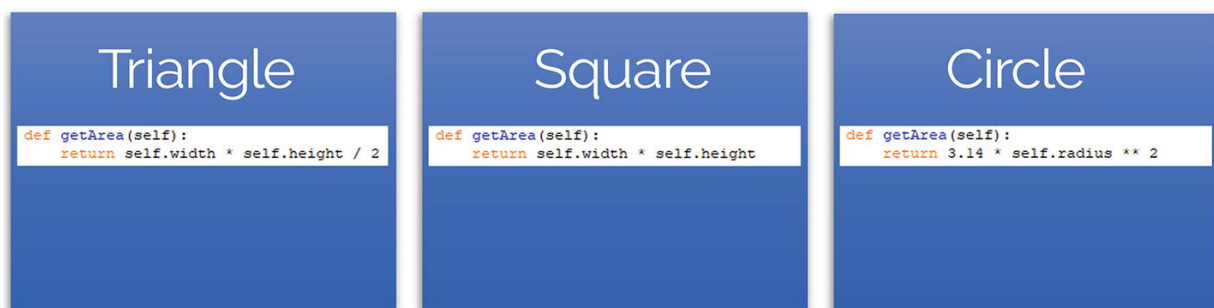 Triangle
def getArea(self):
    return self.width * self.height / 2
Square
def getArea(self):
    return self.width * self.height
Circle
def getArea(self):
    return 3.14 * self.radius ** 2